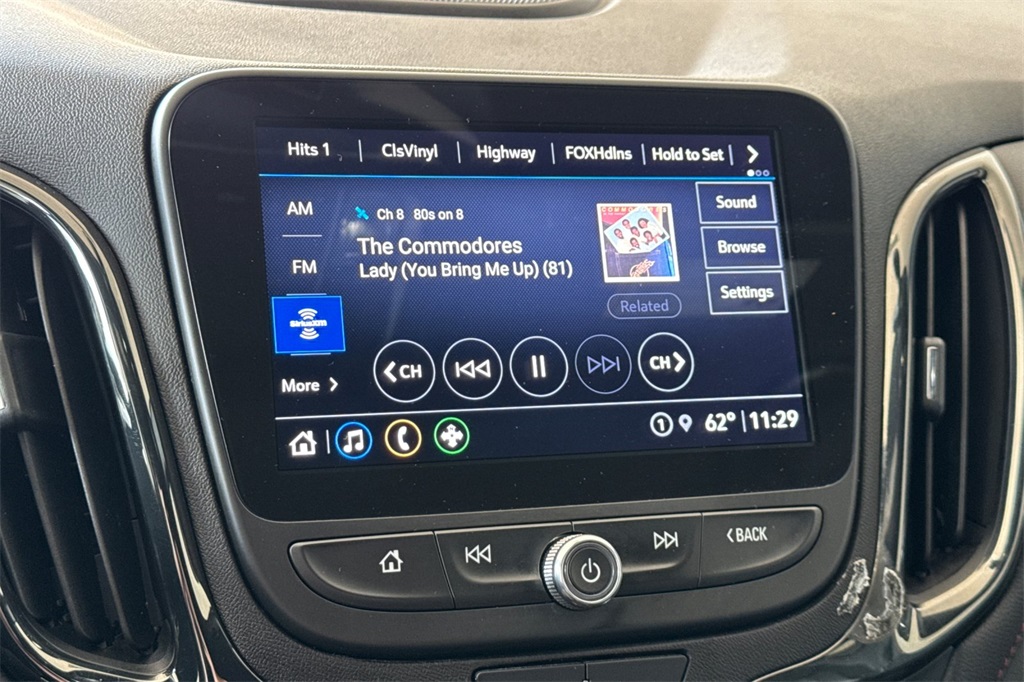 Hits 1 | ClsVinyl | Highway | FOXHdlns | Hold to Set |
AM
Ch 8 80s on 8
Sound
The Commodores
Browse
FM
Lady (You Bring Me Up) (81)
Settings
Related
SiriusXM
CH
CH
More
1 62° 11:29
BACK